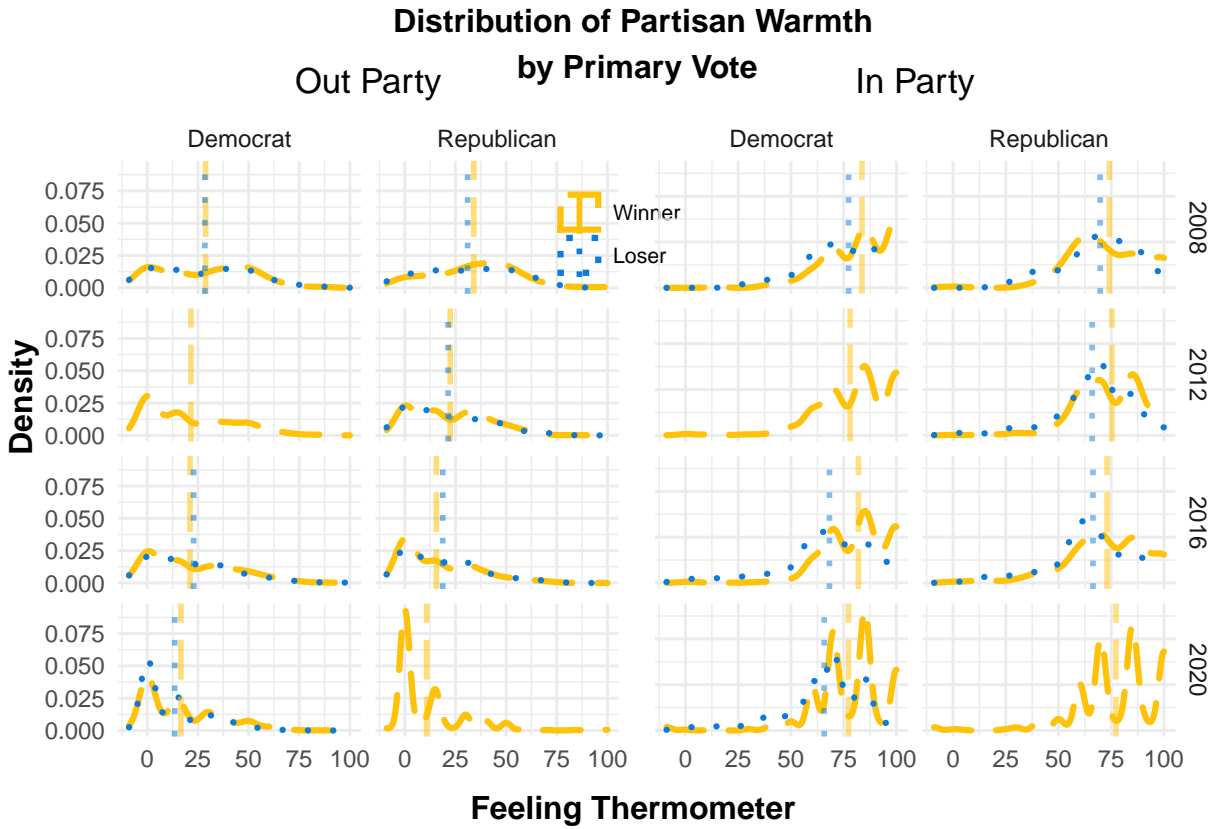 Distribution of Partisan Warmth
by Primary Vote
Out Party
In Party
Democrat
Republican
Democrat
Republican
Density
0.075
0.050
0.025
0.000
Winner
Loser
2008
0.075
0.050
0.025
0.000
2012
0.075
0.050
0.025
0.000
2016
0.075
0.050
0.025
0.000
2020
0 25 50 75 100
0 25 50 75 100
0 25 50 75 100
0 25 50 75 100
Feeling Thermometer